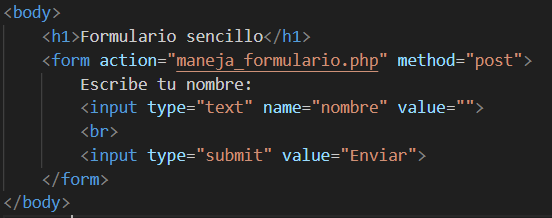 <body>
<h1>Formulario sencillo</h1>
<form action="maneja_formulario.php" method="post">
Escribe tu nombre:
<input type="text" name="nombre" value="">
<br>
<input type="submit" value="Enviar">
</form>
</body>